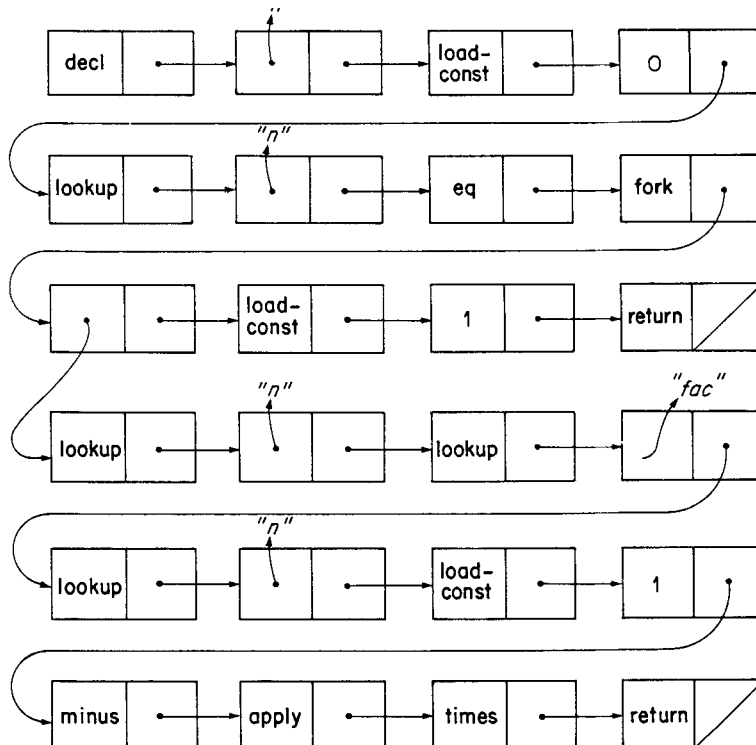 decl load-const 0
"n"
lookup eq fork
load-const 1 return
"n" "fac"
lookup lookup
"n"
lookup load-const 1
minus apply times return